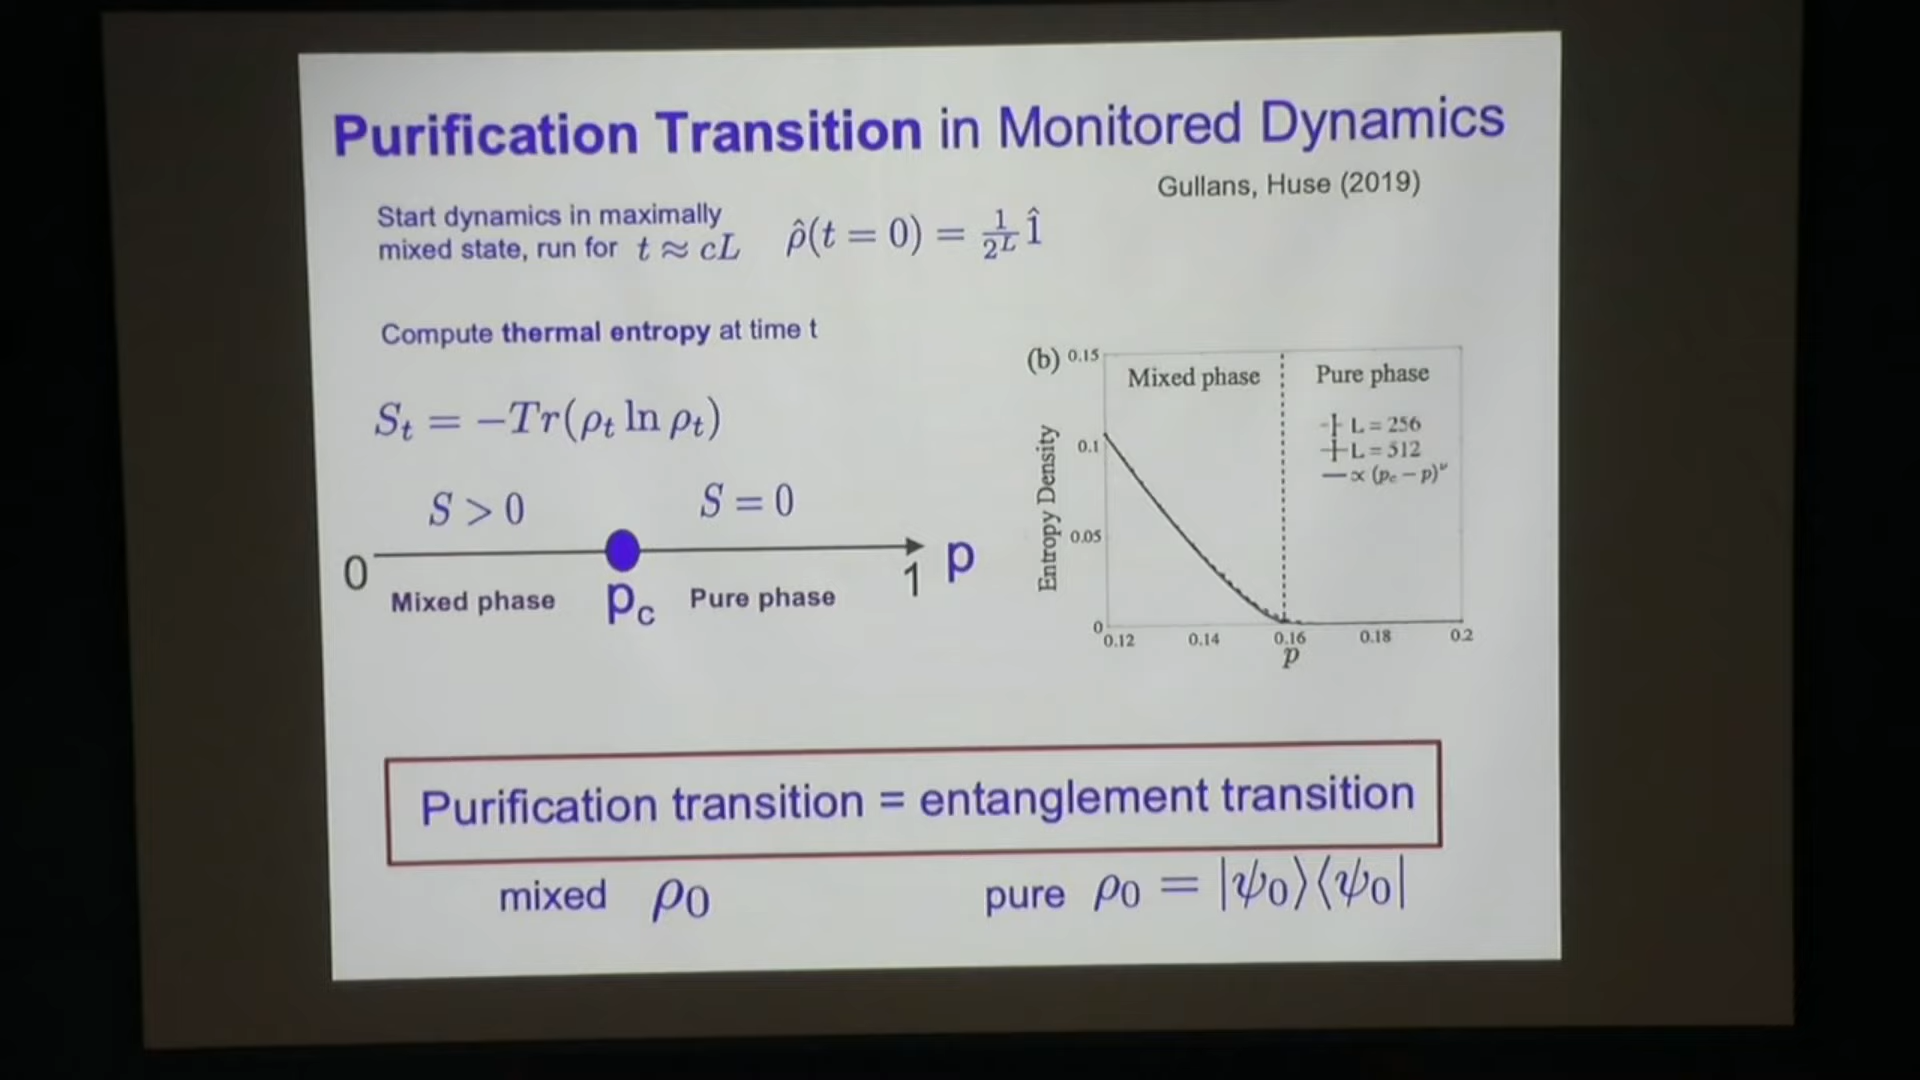 Purification Transition in Monitored Dynamics
Gullans, Huse (2019)
Start dynamics in maximally
mixed state, run for t ≈ cL
ρ̂(t = 0) = 1/2^L 1̂
Compute thermal entropy at time t
S_t = −Tr(ρ_t ln ρ_t)
S > 0
S = 0
0
1
p
Mixed phase
p_c
Pure phase
(b)
0.15
0.1
0.05
0
Entropy Density
Mixed phase
Pure phase
L = 256
L = 512
∝ (p_c − p)^ν
0.12 0.14 0.16 0.18 0.2
p
Purification transition = entanglement transition
mixed ρ_0
pure ρ_0 = |ψ_0⟩⟨ψ_0|